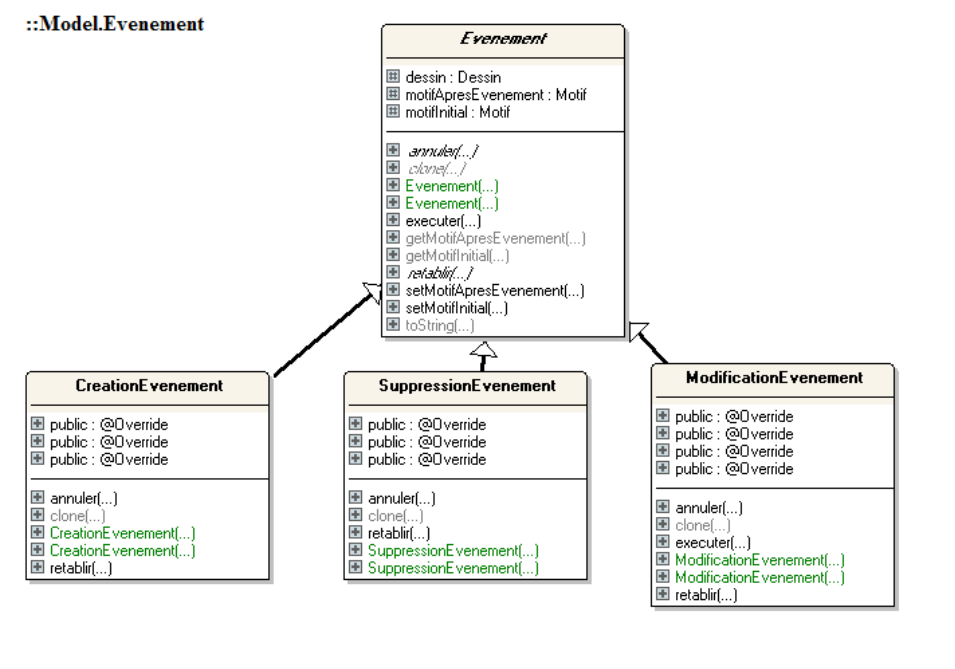 ::Model.Evenement
Evenement
dessin : Dessin
motifApresEvenement : Motif
motifInitial : Motif
annuler(...)
clone(...)
Evenement(...)
Evenement(...)
executer(...)
getMotifApresEvenement(...)
getMotifInitial(...)
retablir(...)
setMotifApresEvenement(...)
setMotifInitial(...)
toString(...)
CreationEvenement
public : @Override
public : @Override
public : @Override
annuler(...)
clone(...)
CreationEvenement(...)
CreationEvenement(...)
retablir(...)
SuppressionEvenement
public : @Override
public : @Override
public : @Override
annuler(...)
clone(...)
retablir(...)
SuppressionEvenement(...)
SuppressionEvenement(...)
ModificationEvenement
public : @Override
public : @Override
public : @Override
public : @Override
annuler(...)
clone(...)
executer(...)
ModificationEvenement(...)
ModificationEvenement(...)
retablir(...)